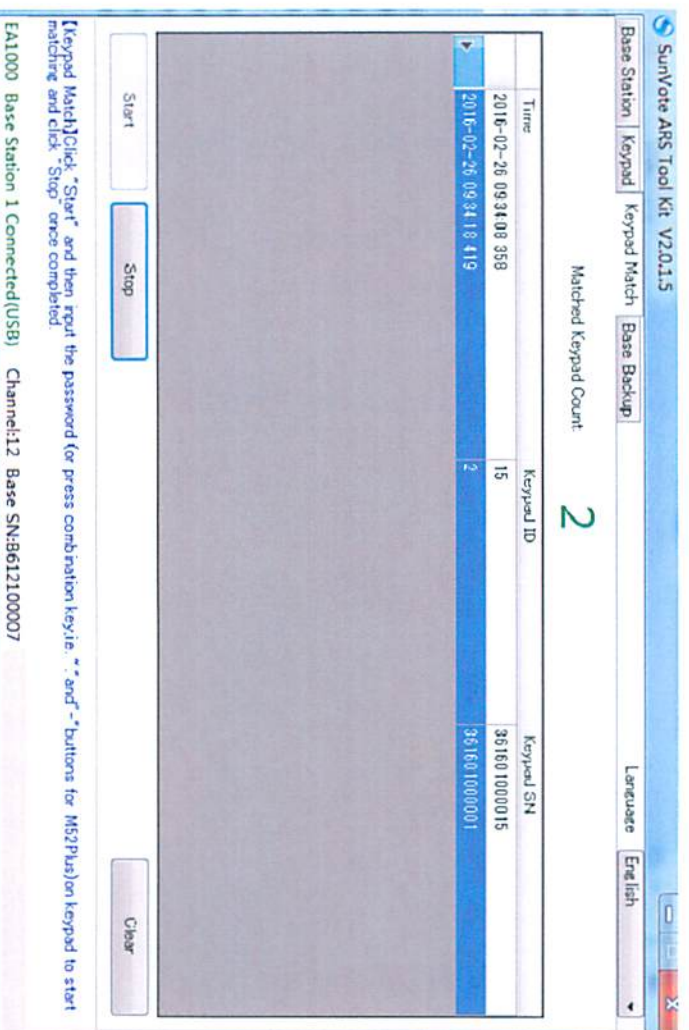 SunVote ARS Tool Kit V2.0.1.5
Base Station Keypad Keypad Match Base Backup Language English
Matched Keypad Count: 2
Time Keypad ID Keypad SN
2016-02-26 09:34:08 358 15 361601000015
2016-02-26 09:34:18 419 2 361601000001
Start Stop Clear
【Keypad Match】Click "Start" and then input the password (or press combination key,ie. "."and"-"buttons for M52Plus)on keypad to start
matching and click "Stop" once completed.
EA1000 Base Station 1 Connected(USB) Channel:12 Base SN:B612100007